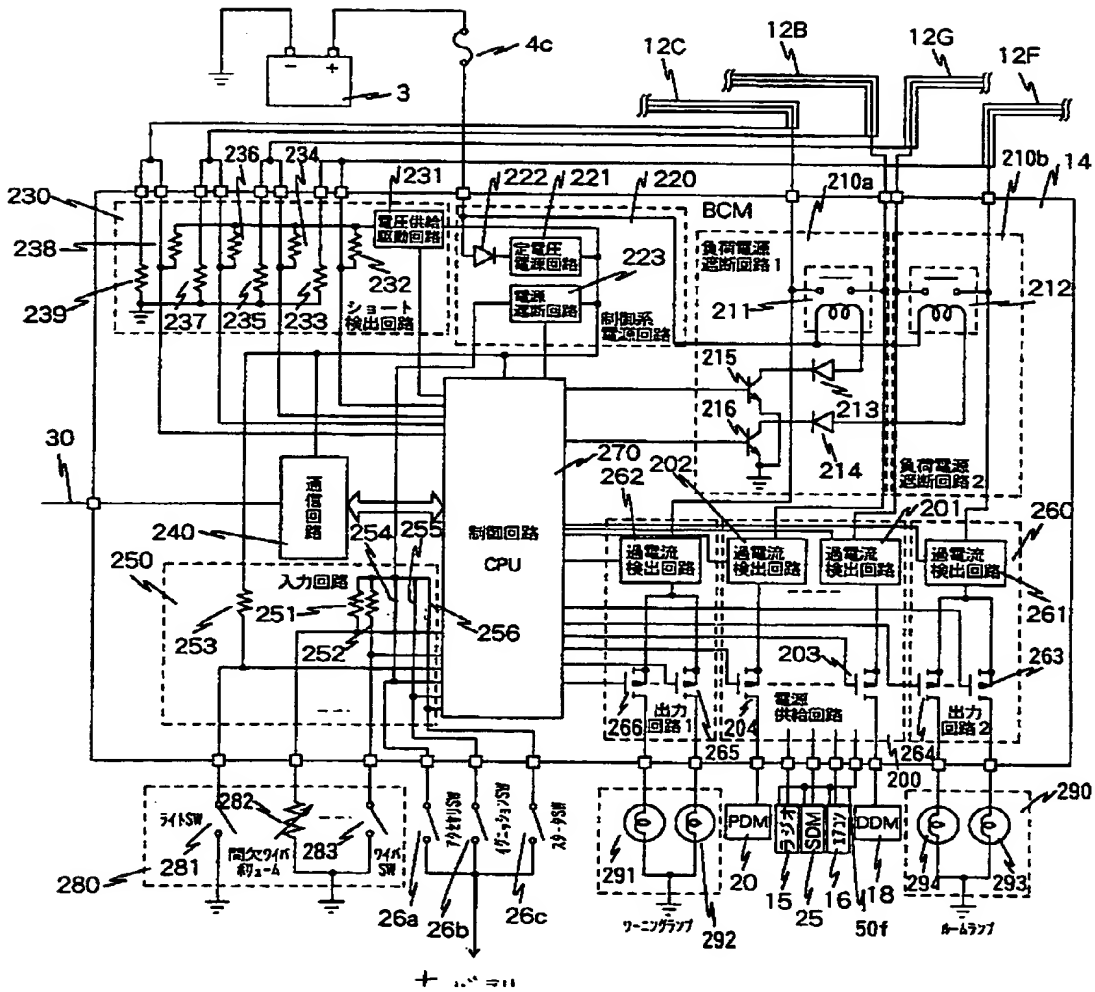 4c
12B
12G
12C
12F
− +
3
236 234
231 222 221 220
210a
210b
14
230
BCM
238
電圧供給
駆動回路
定電圧
電源回路
223
負荷電源
遮断回路1
232
電源
遮断回路
211
212
239
237 235 233
ショート
検出回路
制御系
電源回路
215
213
216
214
30
270
負荷電源
遮断回路2
通信
回路
262 202
201
254 255
制御回路
CPU
260
240
過電流
検出回路
過電流
検出回路
過電流
検出回路
過電流
検出回路
250
入力回路
251
261
253
252
256
203
263
電源
供給回路
266
出力
回路1
204
出力
回路2
265
264
200
ライトSW
282
アクセサリSW
イグニッションSW
スタータSW
290
281
間欠ワイパ
ボリューム
283
ワイパ
SW
PDM
ラジオ
SDM
エアコン
DDM
280
26a 26b 26c
291
20
15 25 16
18
294 293
ワーニングランプ
292
50f
ルームランプ